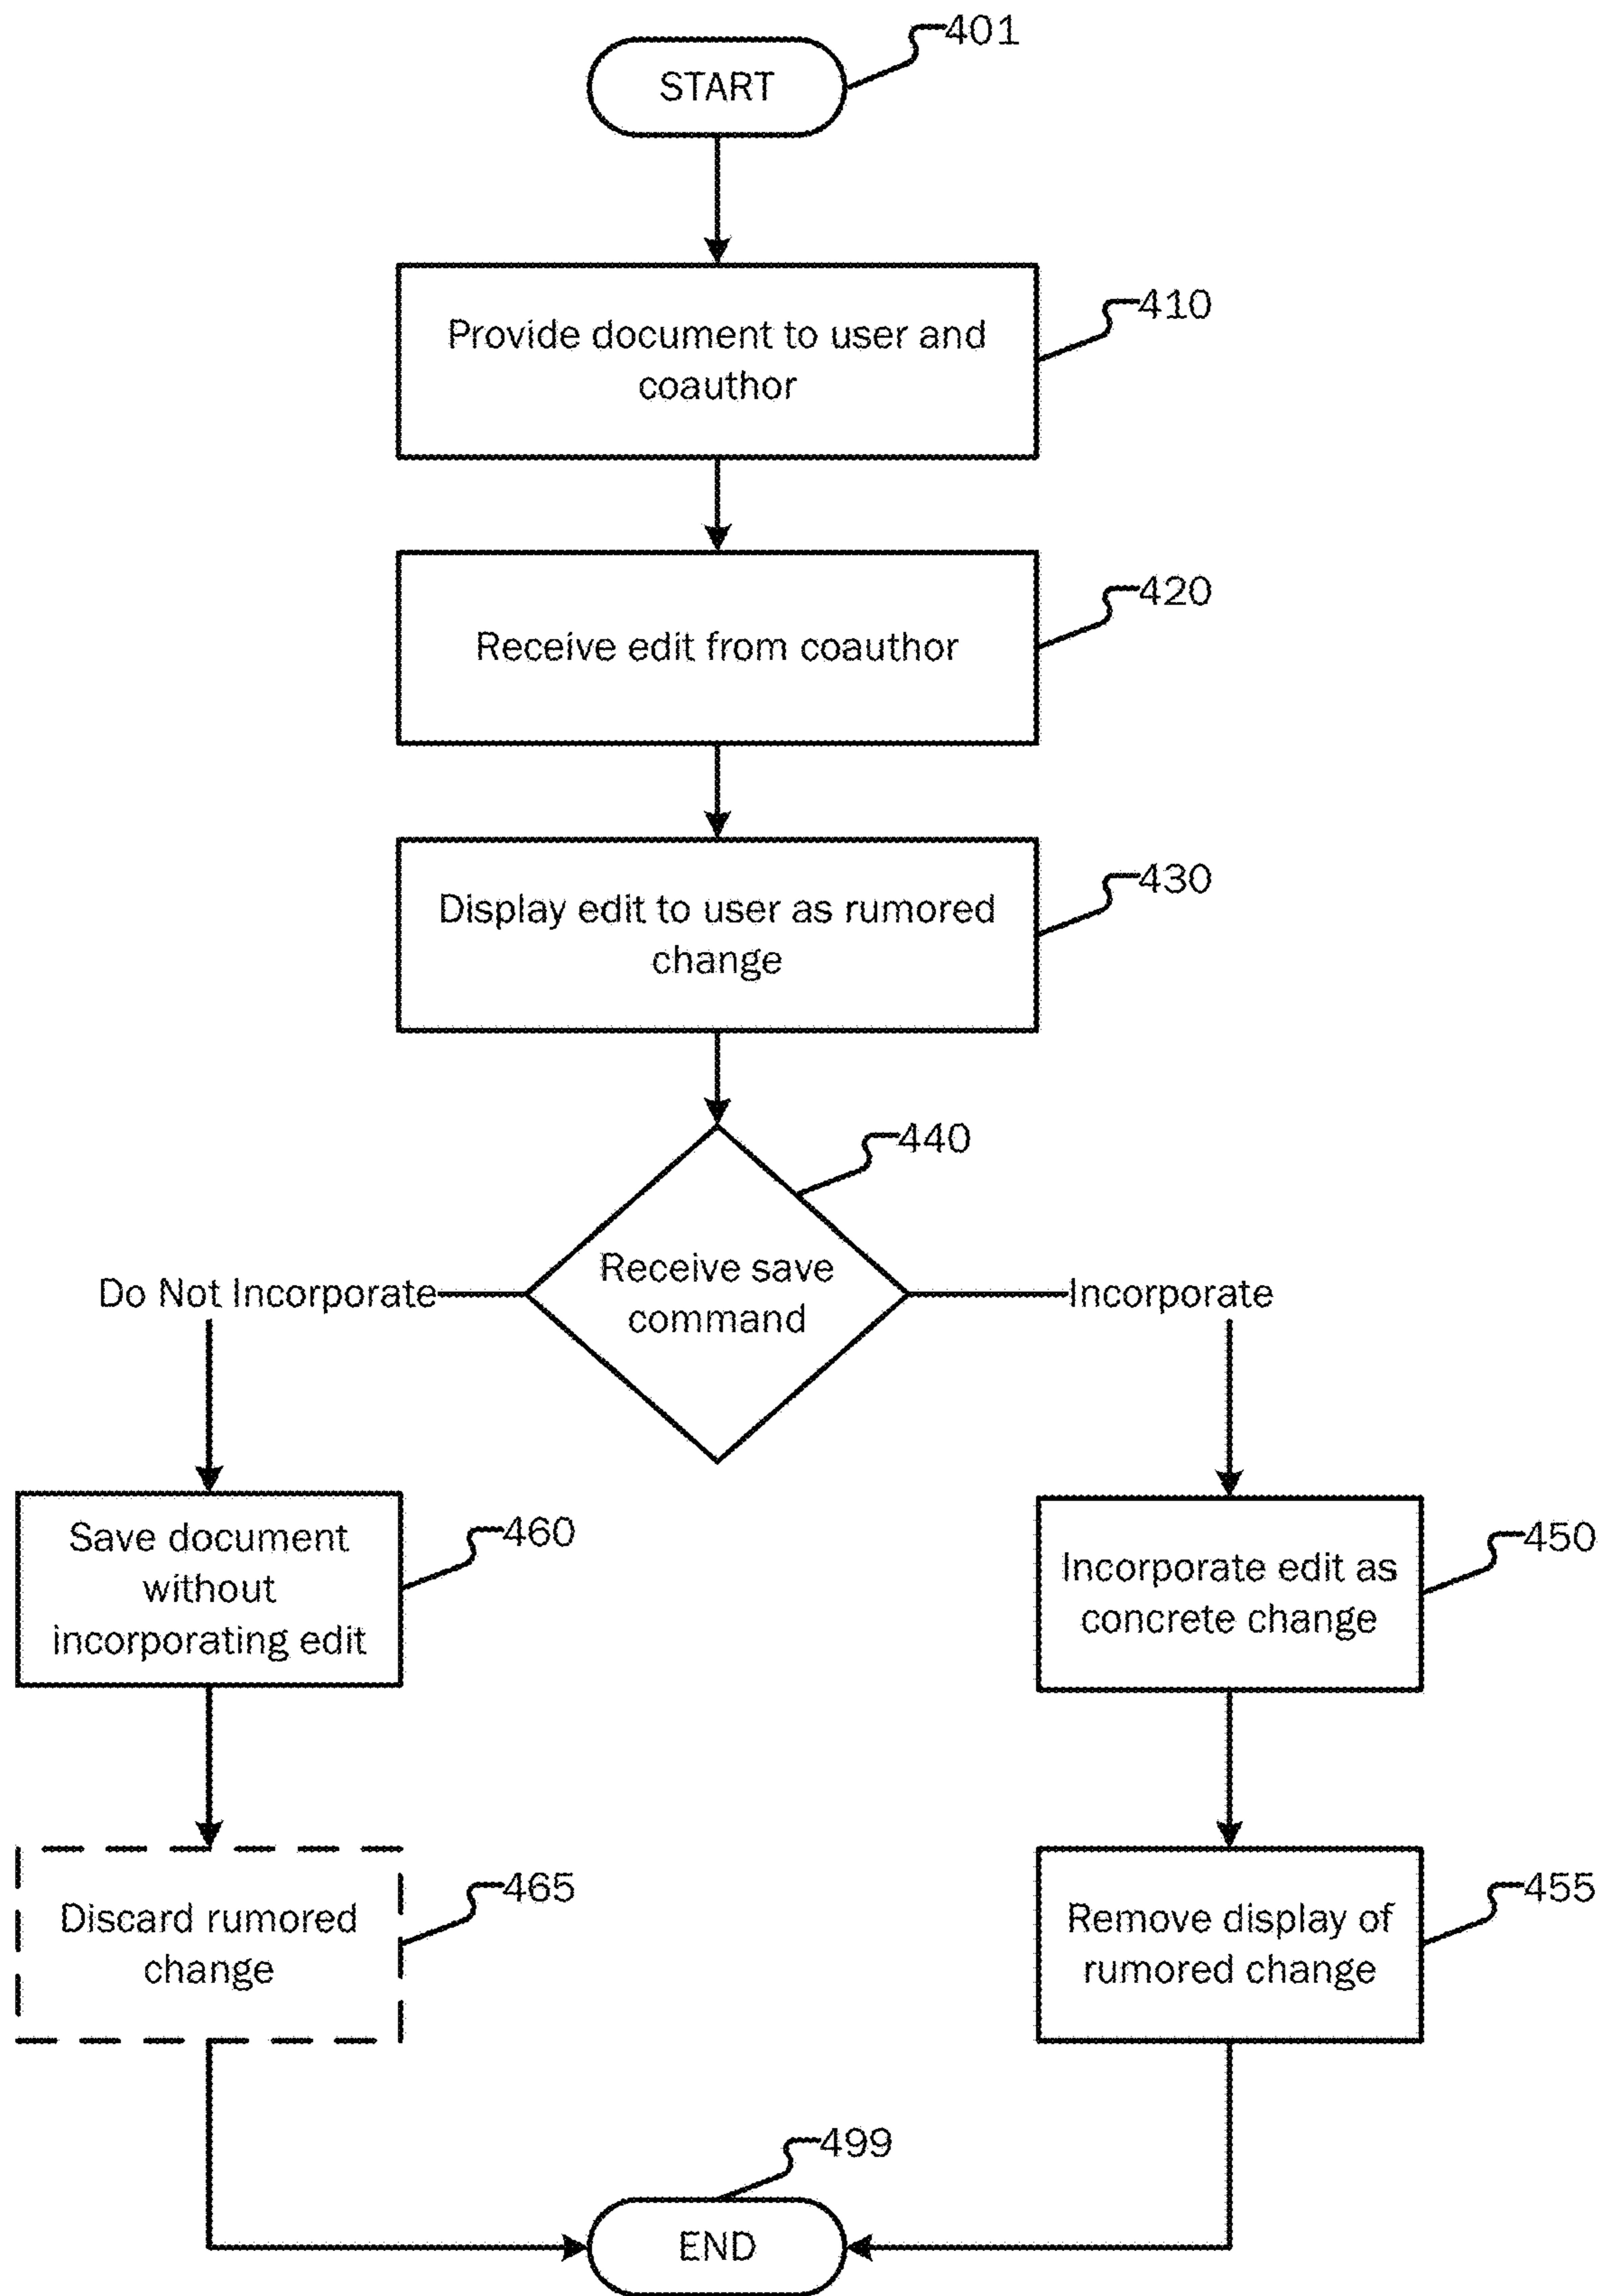 401
START
410
Provide document to user and
coauthor
420
Receive edit from coauthor
430
Display edit to user as rumored
change
440
Receive save
command
Do Not Incorporate
Incorporate
460
Save document
without
incorporating edit
450
Incorporate edit as
concrete change
465
Discard rumored
change
455
Remove display of
rumored change
499
END